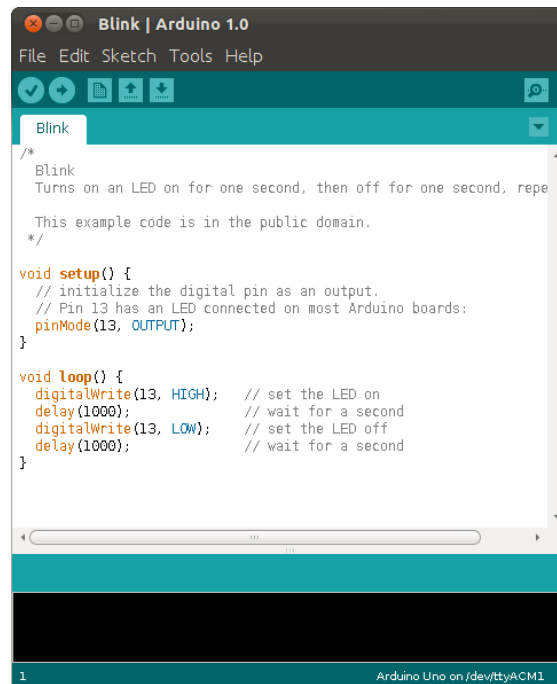 Blink | Arduino 1.0
File Edit Sketch Tools Help
Blink
/*
  Blink
  Turns on an LED on for one second, then off for one second, repe

  This example code is in the public domain.
 */

void setup() {
  // initialize the digital pin as an output.
  // Pin 13 has an LED connected on most Arduino boards:
  pinMode(13, OUTPUT);
}

void loop() {
  digitalWrite(13, HIGH);   // set the LED on
  delay(1000);              // wait for a second
  digitalWrite(13, LOW);    // set the LED off
  delay(1000);              // wait for a second
}
1 Arduino Uno on /dev/ttyACM1